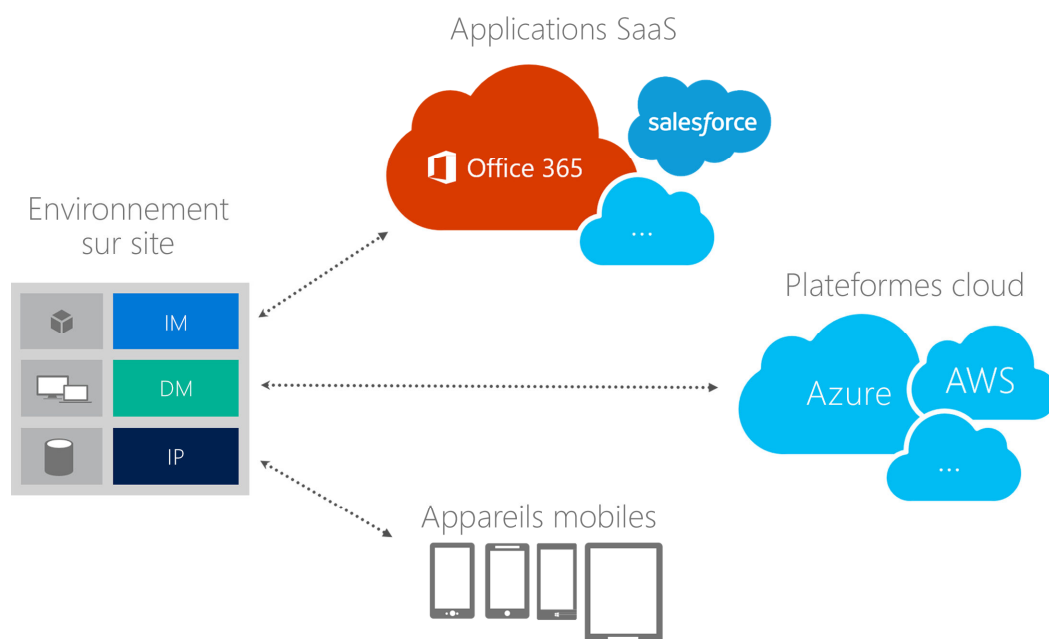 Applications SaaS
salesforce
Office 365
...
Environnement
sur site
IM
DM
IP
Plateformes cloud
Azure
AWS
...
Appareils mobiles